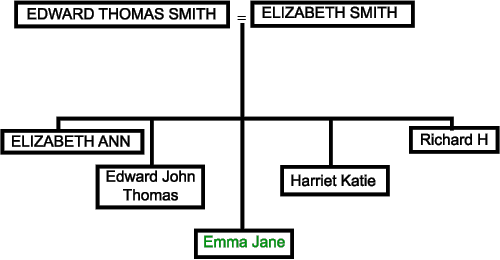 EDWARD THOMAS SMITH = ELIZABETH SMITH
ELIZABETH ANN
Edward John
Thomas
Emma Jane
Harriet Katie
Richard H